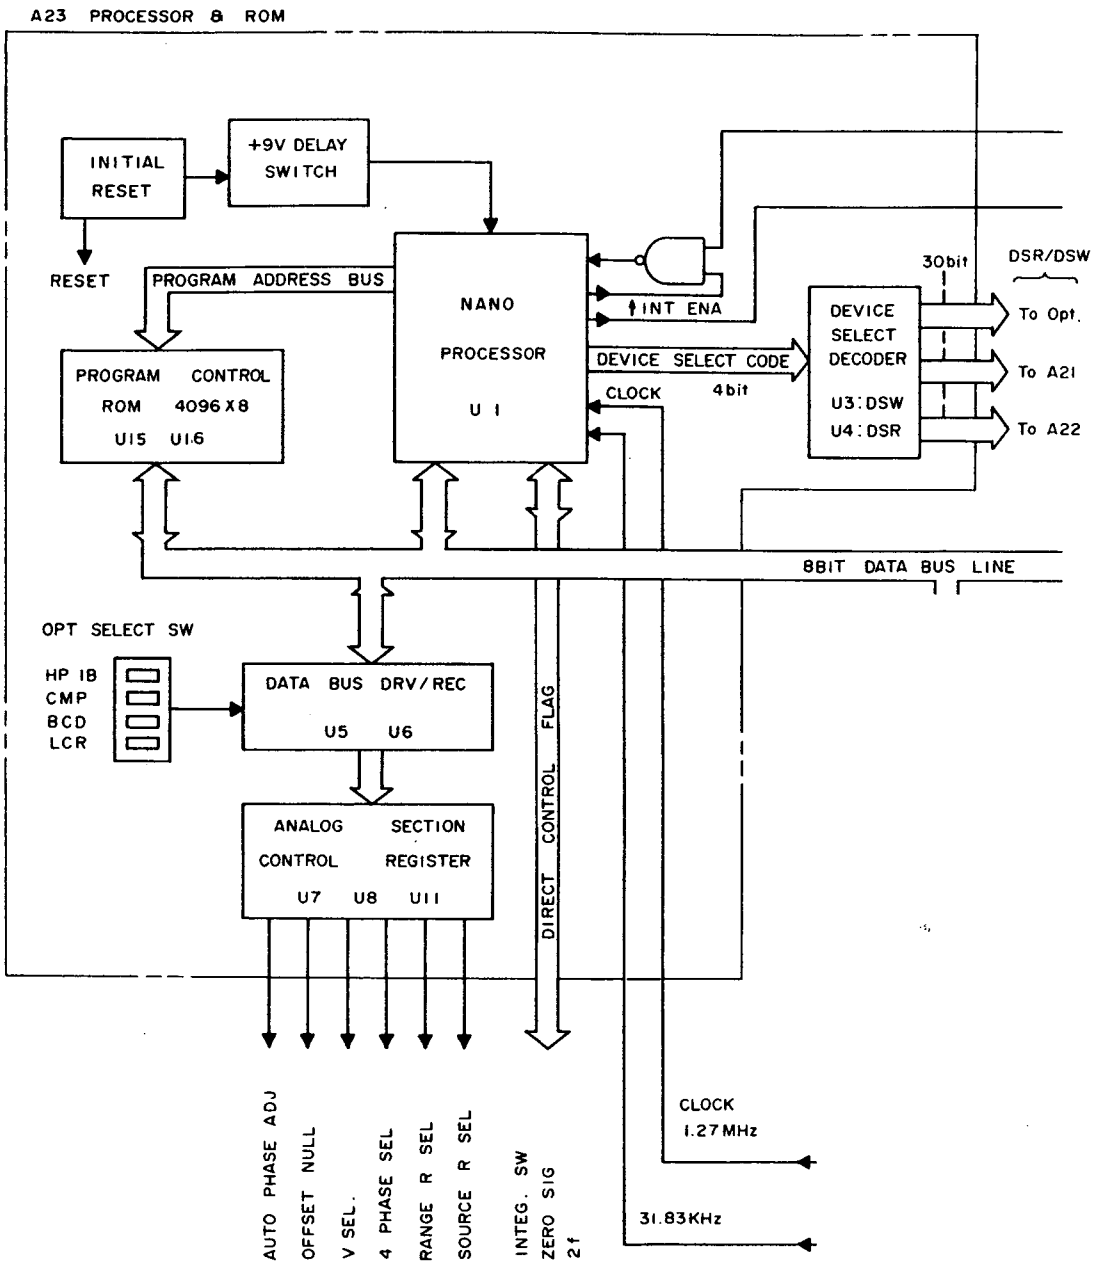 A23 PROCESSOR & ROM
INITIAL
RESET
+9V DELAY
SWITCH
RESET
PROGRAM ADDRESS BUS
NANO
PROCESSOR
U1
INT ENA
DEVICE SELECT CODE
4bit
CLOCK
30bit
DSR/DSW
DEVICE
SELECT
DECODER
U3:DSW
U4:DSR
To Opt.
To A21
To A22
PROGRAM CONTROL
ROM 4096X8
U15 U16
8BIT DATA BUS LINE
OPT SELECT SW
HP IB
CMP
BCD
LCR
DATA BUS DRV/REC
U5 U6
ANALOG SECTION
CONTROL REGISTER
U7 U8 U11
DIRECT CONTROL FLAG
AUTO PHASE ADJ
OFFSET NULL
V SEL.
4 PHASE SEL
RANGE R SEL
SOURCE R SEL
INTEG. SW
ZERO SIG
2f
CLOCK
1.27MHz
31.83KHz